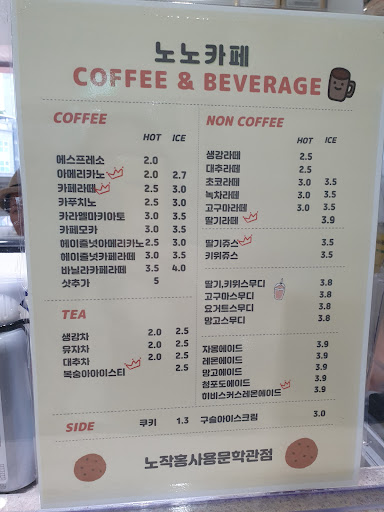 노노카페
COFFEE & BEVERAGE
COFFEE
HOT ICE
에스프레소 2.0
아메리카노 2.0 2.7
카페라떼 2.5 3.0
카푸치노 2.5 3.0
카라멜마키아토 3.0 3.5
카페모카 3.0 3.5
헤이즐넛아메리카노 2.5 3.0
헤이즐넛카페라떼 3.0 3.5
바닐라카페라떼 3.5 4.0
샷추가 5
TEA
생강차 2.0 2.5
유자차 2.0 2.5
대추차 2.0 2.5
복숭아아이스티 2.5
NON COFFEE
HOT ICE
생강라떼 2.5
대추라떼 2.5
초코라떼 3.0 3.5
녹차라떼 3.0 3.5
고구마라떼 3.0 3.5
딸기라떼 3.9
딸기쥬스 3.5
키위쥬스 3.5
딸기,키위스무디 3.8
고구마스무디 3.8
요거트스무디 3.8
망고스무디 3.8
자몽에이드 3.9
레몬에이드 3.9
망고에이드 3.9
청포도에이드 3.9
히비스커스레몬에이드 3.9
SIDE 쿠키 1.3 구슬아이스크림 3.0
노작홍사용문학관점